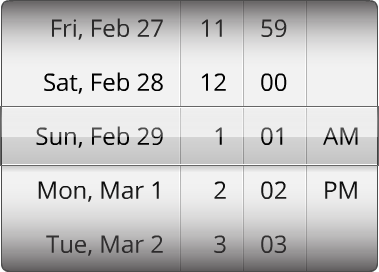 Fri, Feb 27 11 59
Sat, Feb 28 12 00
Sun, Feb 29 1 01 AM
Mon, Mar 1 2 02 PM
Tue, Mar 2 3 03